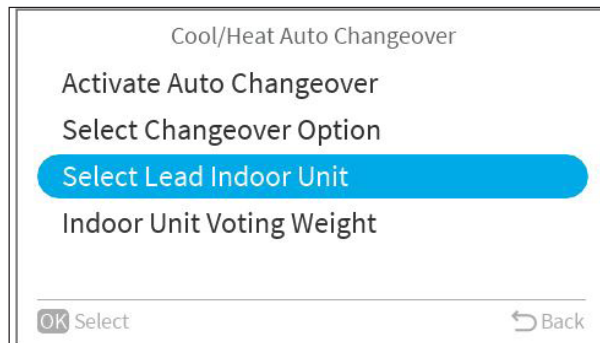 Cool/Heat Auto Changeover
Activate Auto Changeover
Select Changeover Option
Select Lead Indoor Unit
Indoor Unit Voting Weight
OK Select
Back